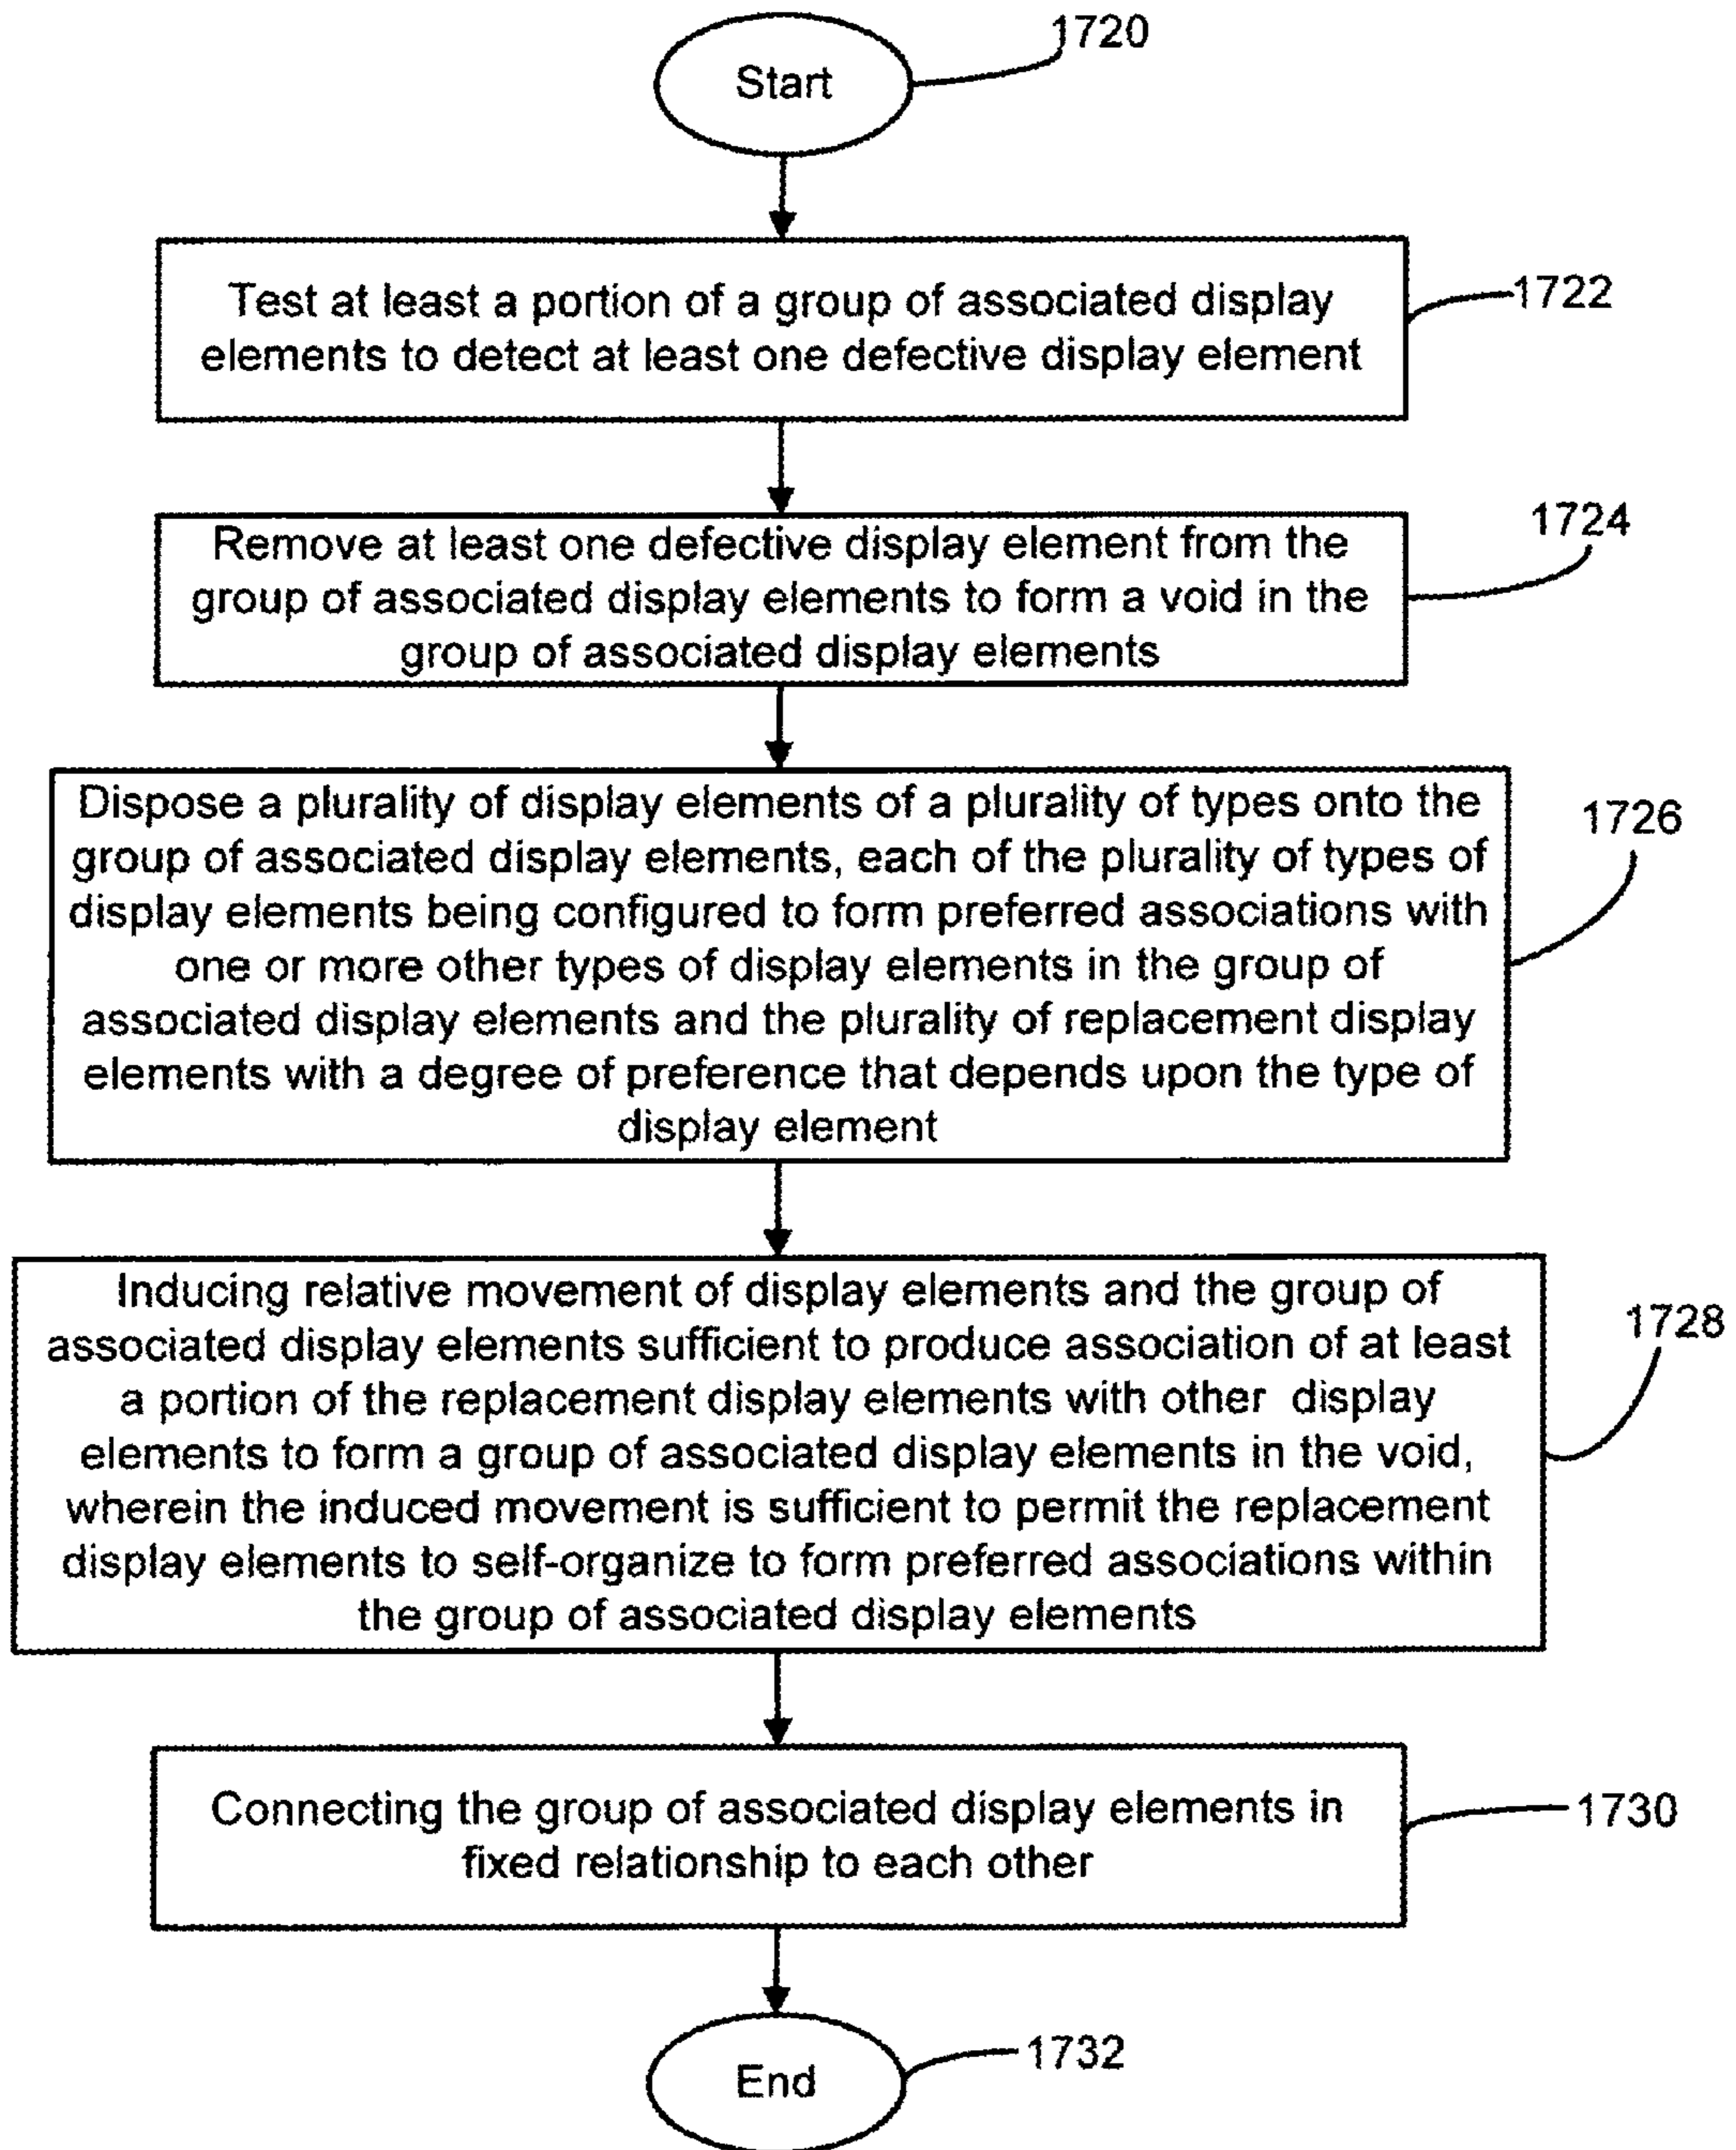 1720
Start
Test at least a portion of a group of associated display
elements to detect at least one defective display element
1722
Remove at least one defective display element from the
group of associated display elements to form a void in the
group of associated display elements
1724
Dispose a plurality of display elements of a plurality of types onto the
group of associated display elements, each of the plurality of types of
display elements being configured to form preferred associations with
one or more other types of display elements in the group of
associated display elements and the plurality of replacement display
elements with a degree of preference that depends upon the type of
display element
1726
Inducing relative movement of display elements and the group of
associated display elements sufficient to produce association of at least
a portion of the replacement display elements with other display
elements to form a group of associated display elements in the void,
wherein the induced movement is sufficient to permit the replacement
display elements to self-organize to form preferred associations within
the group of associated display elements
1728
Connecting the group of associated display elements in
fixed relationship to each other
1730
End
1732